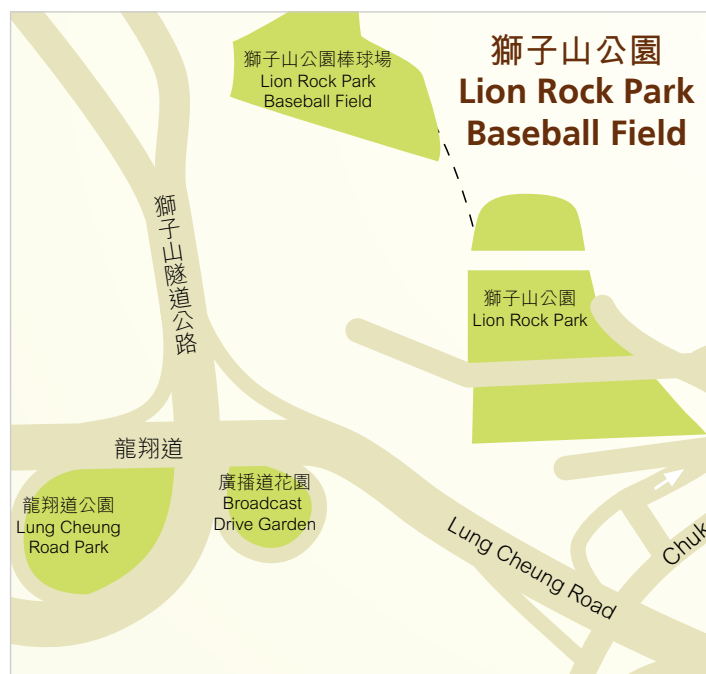 獅子山公園
Lion Rock Park
Baseball Field
獅子山公園棒球場
Lion Rock Park
Baseball Field
獅子山隧道公路
獅子山公園
Lion Rock Park
龍翔道
龍翔道公園
Lung Cheung
Road Park
廣播道花園
Broadcast
Drive Garden
Lung Cheung Road
Chuk